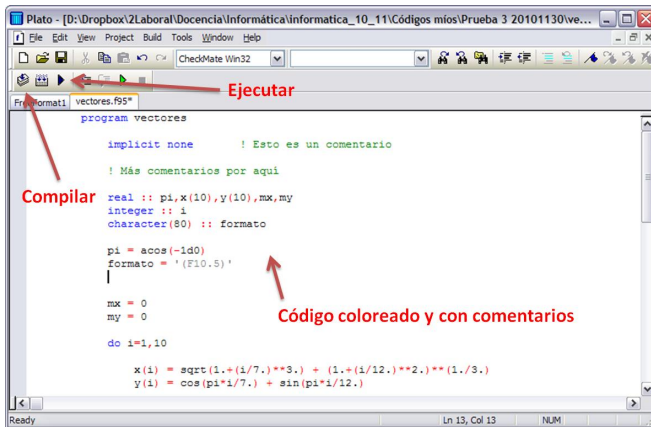 Plato - [D:\Dropbox\2Laboral\Docencia\Informática\informatica_10_11\Códigos míos\Prueba 3 20101130\ve...
File Edit View Project Build Tools Window Help
CheckMate Win32
Ejecutar
FreeFormat1 vectores.f95*
program vectores
implicit none ! Esto es un comentario
! Más comentarios por aquí
Compilar
real :: pi,x(10),y(10),mx,my
integer :: i
character(80) :: formato
pi = acos(-1d0)
formato = '(F10.5)'
mx = 0
my = 0
Código coloreado y con comentarios
do i=1,10
x(i) = sqrt(1.+(i/7.)**3.) + (1.+(i/12.)**2.)**(1./3.)
y(i) = cos(pi*i/7.) + sin(pi*i/12.)
Ready Ln 13, Col 13 NUM